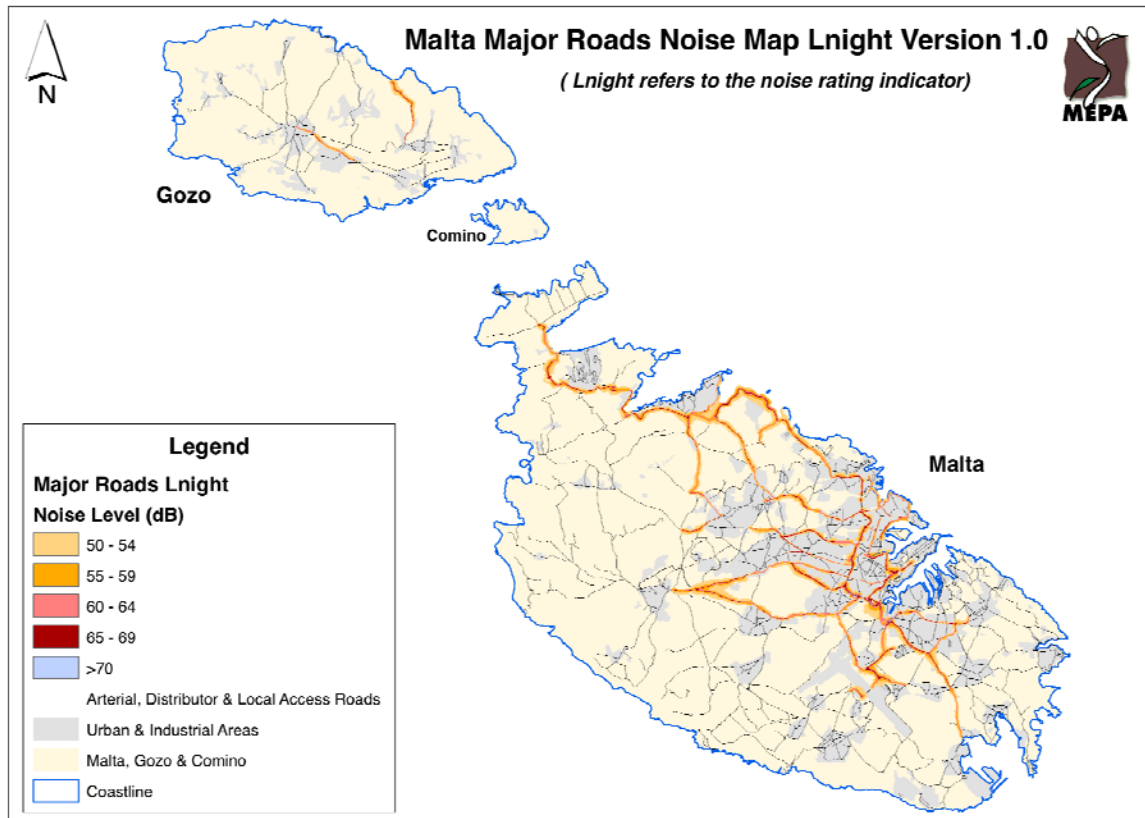 Malta Major Roads Noise Map Lnight Version 1.0
( Lnight refers to the noise rating indicator)
N
MEPA
Gozo
Comino
Malta
Legend
Major Roads Lnight
Noise Level (dB)
50 - 54
55 - 59
60 - 64
65 - 69
>70
Arterial, Distributor & Local Access Roads
Urban & Industrial Areas
Malta, Gozo & Comino
Coastline